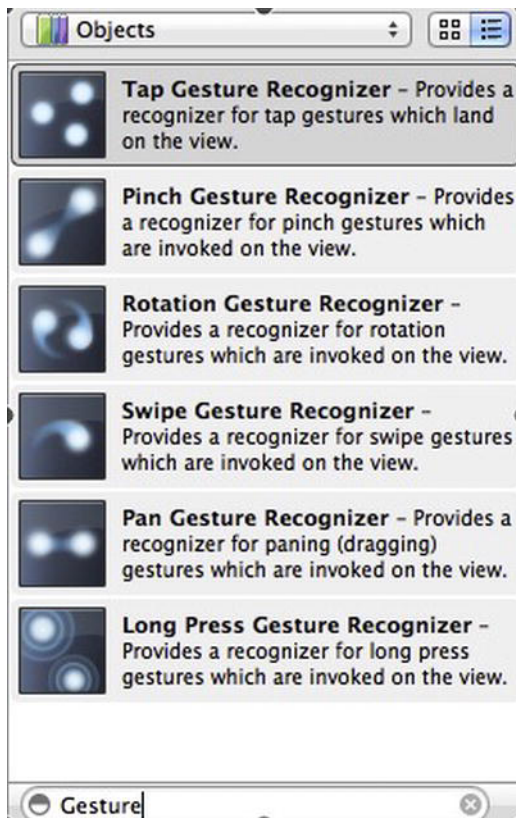 Objects
Tap Gesture Recognizer – Provides a
recognizer for tap gestures which land
on the view.
Pinch Gesture Recognizer – Provides
a recognizer for pinch gestures which
are invoked on the view.
Rotation Gesture Recognizer –
Provides a recognizer for rotation
gestures which are invoked on the view.
Swipe Gesture Recognizer –
Provides a recognizer for swipe gestures
which are invoked on the view.
Pan Gesture Recognizer – Provides a
recognizer for paning (dragging)
gestures which are invoked on the view.
Long Press Gesture Recognizer –
Provides a recognizer for long press
gestures which are invoked on the view.
Gesture